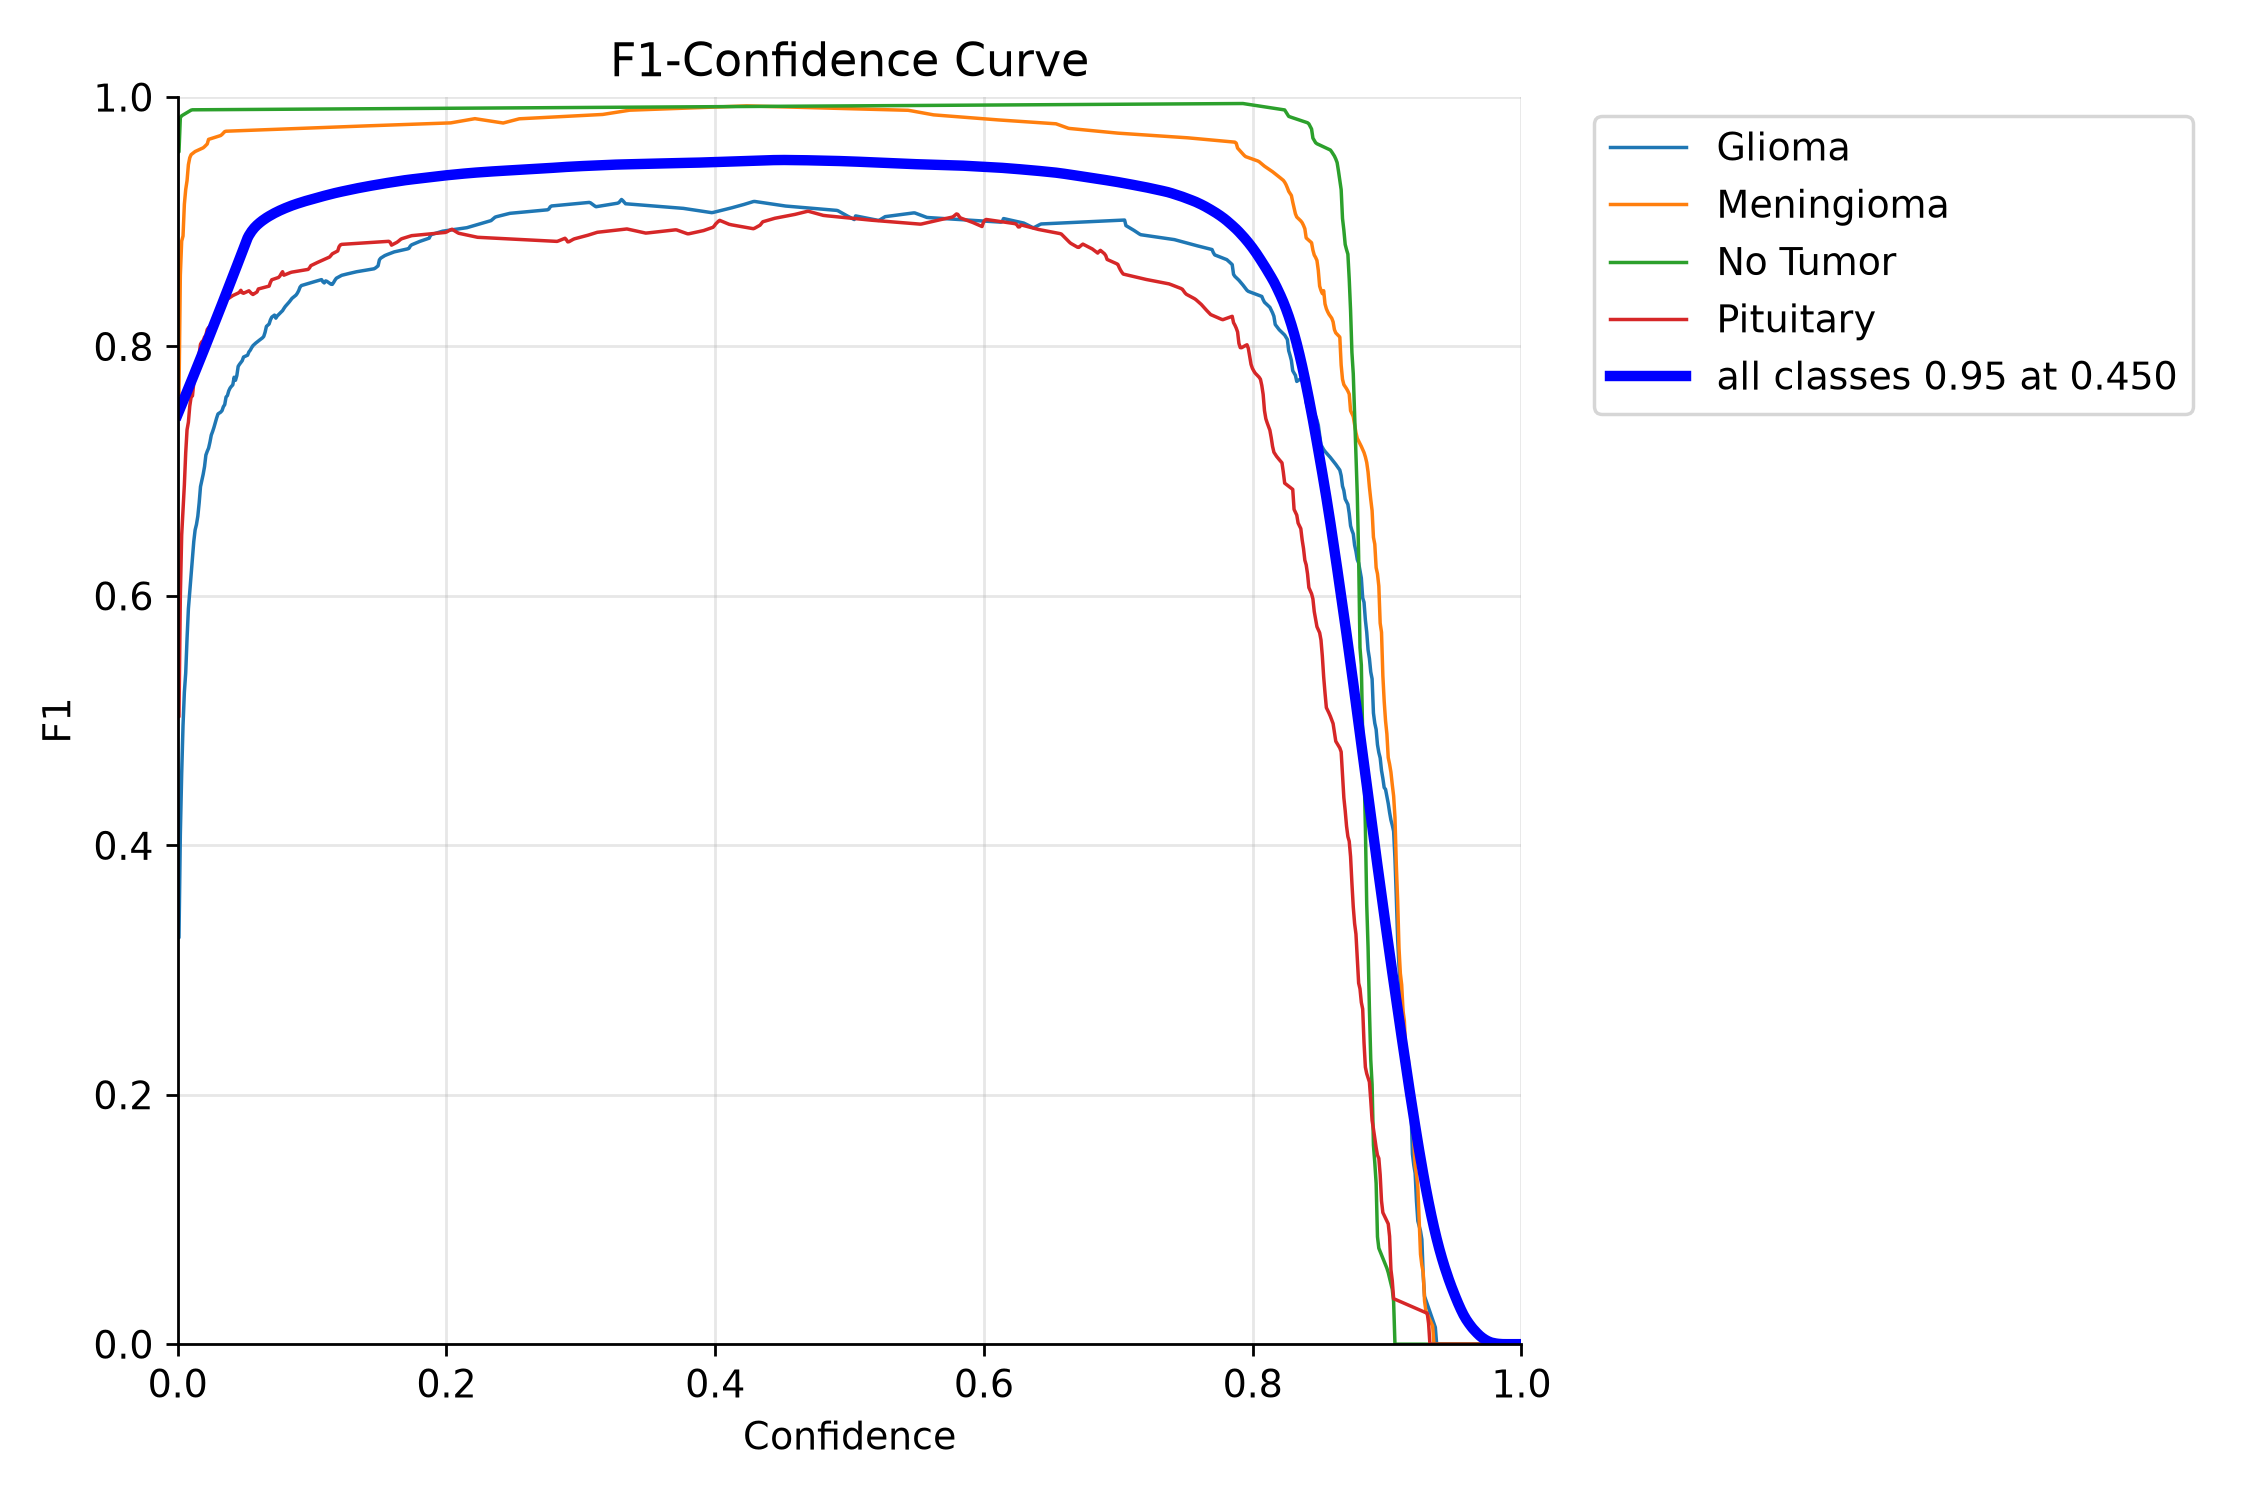 F1-Confidence Curve
1.0
0.8
0.6
0.4
0.2
0.0
F1
0.0 0.2 0.4 0.6 0.8 1.0
Confidence
Glioma
Meningioma
No Tumor
Pituitary
all classes 0.95 at 0.450